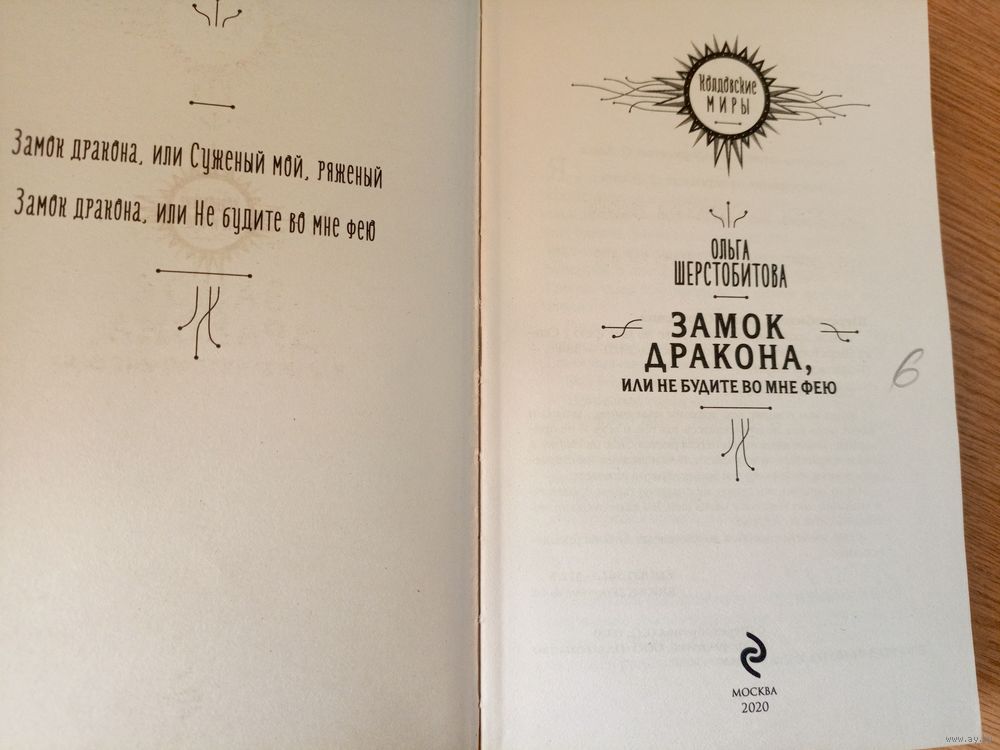 Замок дракона, или Суженый мой, ряженый
Замок дракона, или Не будите во мне фею
Колдовские
МИРЫ
ОЛЬГА
ШЕРСТОБИТОВА
ЗАМОК
ДРАКОНА,
ИЛИ НЕ БУДИТЕ ВО МНЕ ФЕЮ
6
МОСКВА
2020